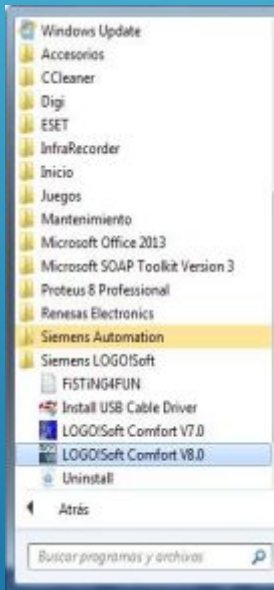 Windows Update
Accesorios
CCleaner
Digi
ESET
InfraRecorder
Inicio
Juegos
Mantenimiento
Microsoft Office 2013
Microsoft SOAP Toolkit Version 3
Proteus 8 Professional
Renesas Electronics
Siemens Automation
Siemens LOGO!Soft
FiSTiNG4FUN
Install USB Cable Driver
LOGO!Soft Comfort V7.0
LOGO!Soft Comfort V8.0
Uninstall
Atrás
Buscar programas y archivos